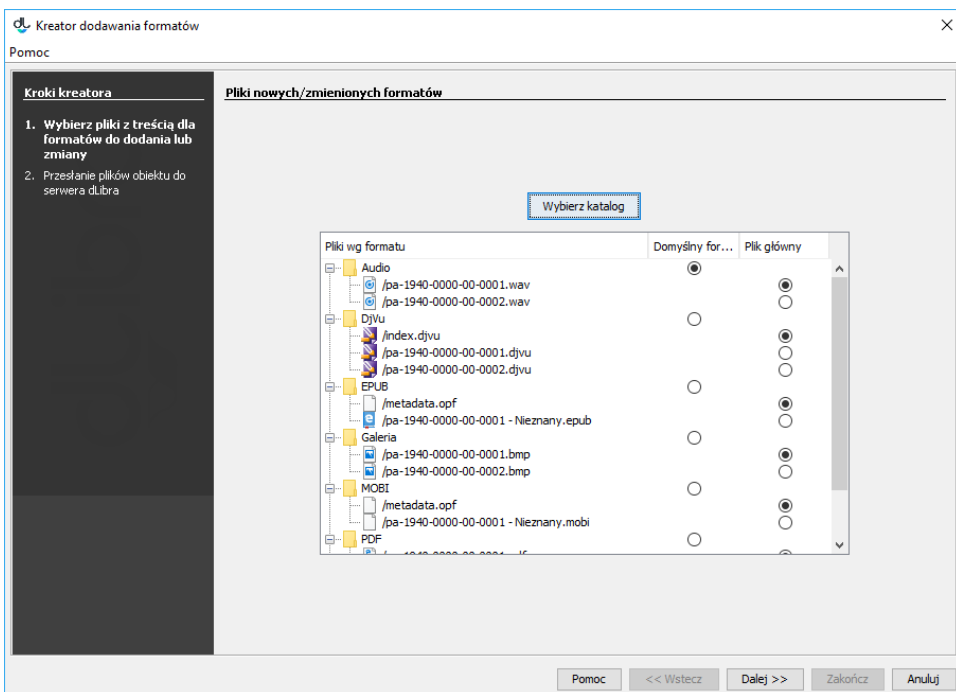 Kreator dodawania formatów
Pomoc
Kroki kreatora
1. Wybierz pliki z treścią dla
formatów do dodania lub
zmiany
2. Przesłanie plików obiektu do
serwera dLibra
Pliki nowych/zmienionych formatów
Wybierz katalog
Pliki wg formatu Domyślny for... Plik główny
Audio
/pa-1940-0000-00-0001.wav
/pa-1940-0000-00-0002.wav
DjVu
/index.djvu
/pa-1940-0000-00-0001.djvu
/pa-1940-0000-00-0002.djvu
EPUB
/metadata.opf
/pa-1940-0000-00-0001 - Nieznany.epub
Galeria
/pa-1940-0000-00-0001.bmp
/pa-1940-0000-00-0002.bmp
MOBI
/metadata.opf
/pa-1940-0000-00-0001 - Nieznany.mobi
PDF
Pomoc << Wstecz Dalej >> Zakończ Anuluj